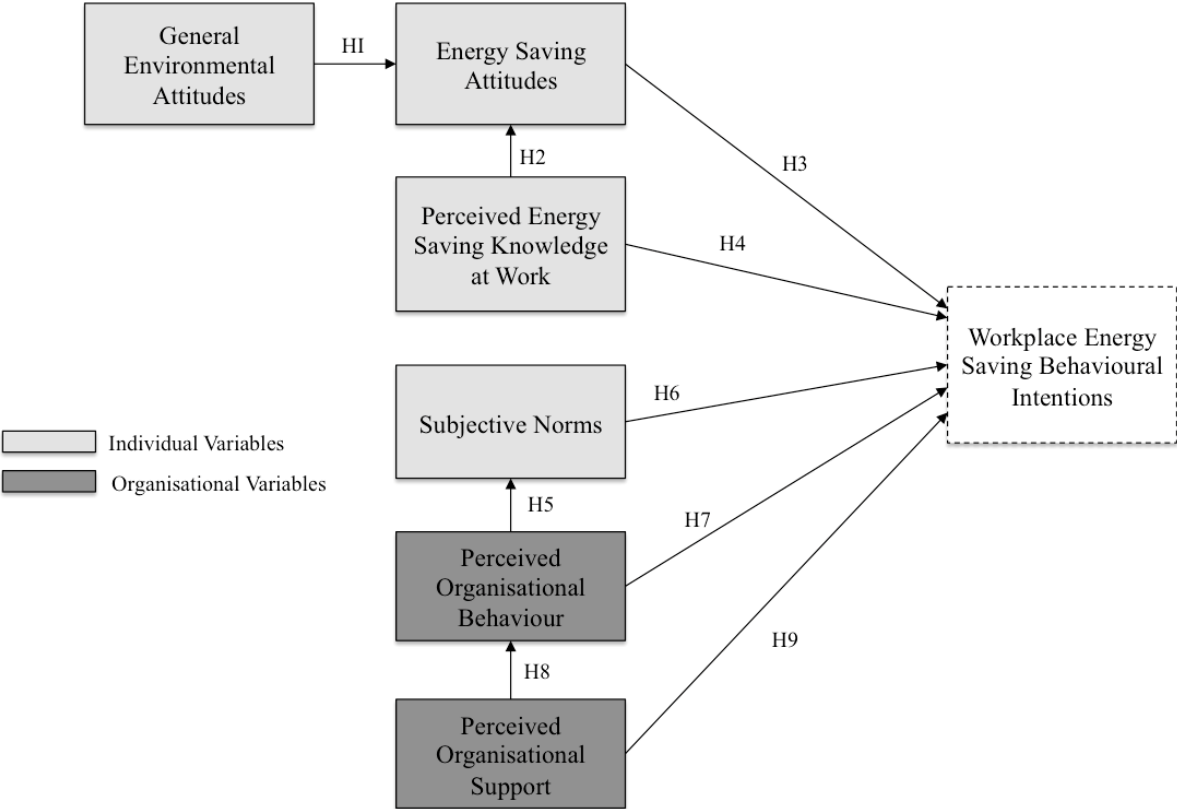 General
Environmental
Attitudes
HI
Energy Saving
Attitudes
H2
H3
Perceived Energy
Saving Knowledge
at Work
H4
Workplace Energy
Saving Behavioural
Intentions
Subjective Norms
H6
Individual Variables
Organisational Variables
H5
H7
Perceived
Organisational
Behaviour
H8
H9
Perceived
Organisational
Support